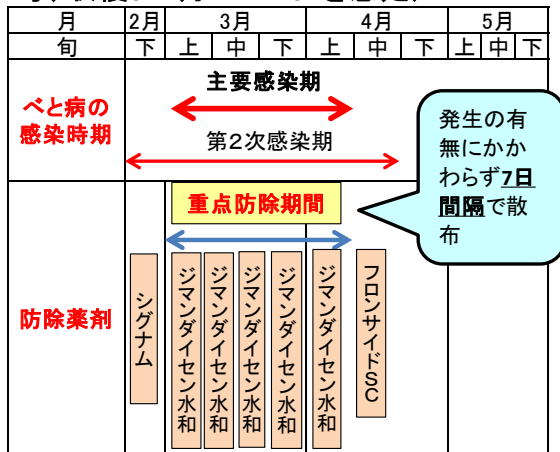 月 2月 3月 4月 5月
旬 下 上 中 下 上 中 下 上 中 下
べと病の
感染時期
主要感染期
第2次感染期
発生の有
無にかか
わらず7日
間隔で散
布
重点防除期間
防除薬剤
シグナム
ジマンダイセン水和
ジマンダイセン水和
ジマンダイセン水和
ジマンダイセン水和
ジマンダイセン水和
フロンサイドSC